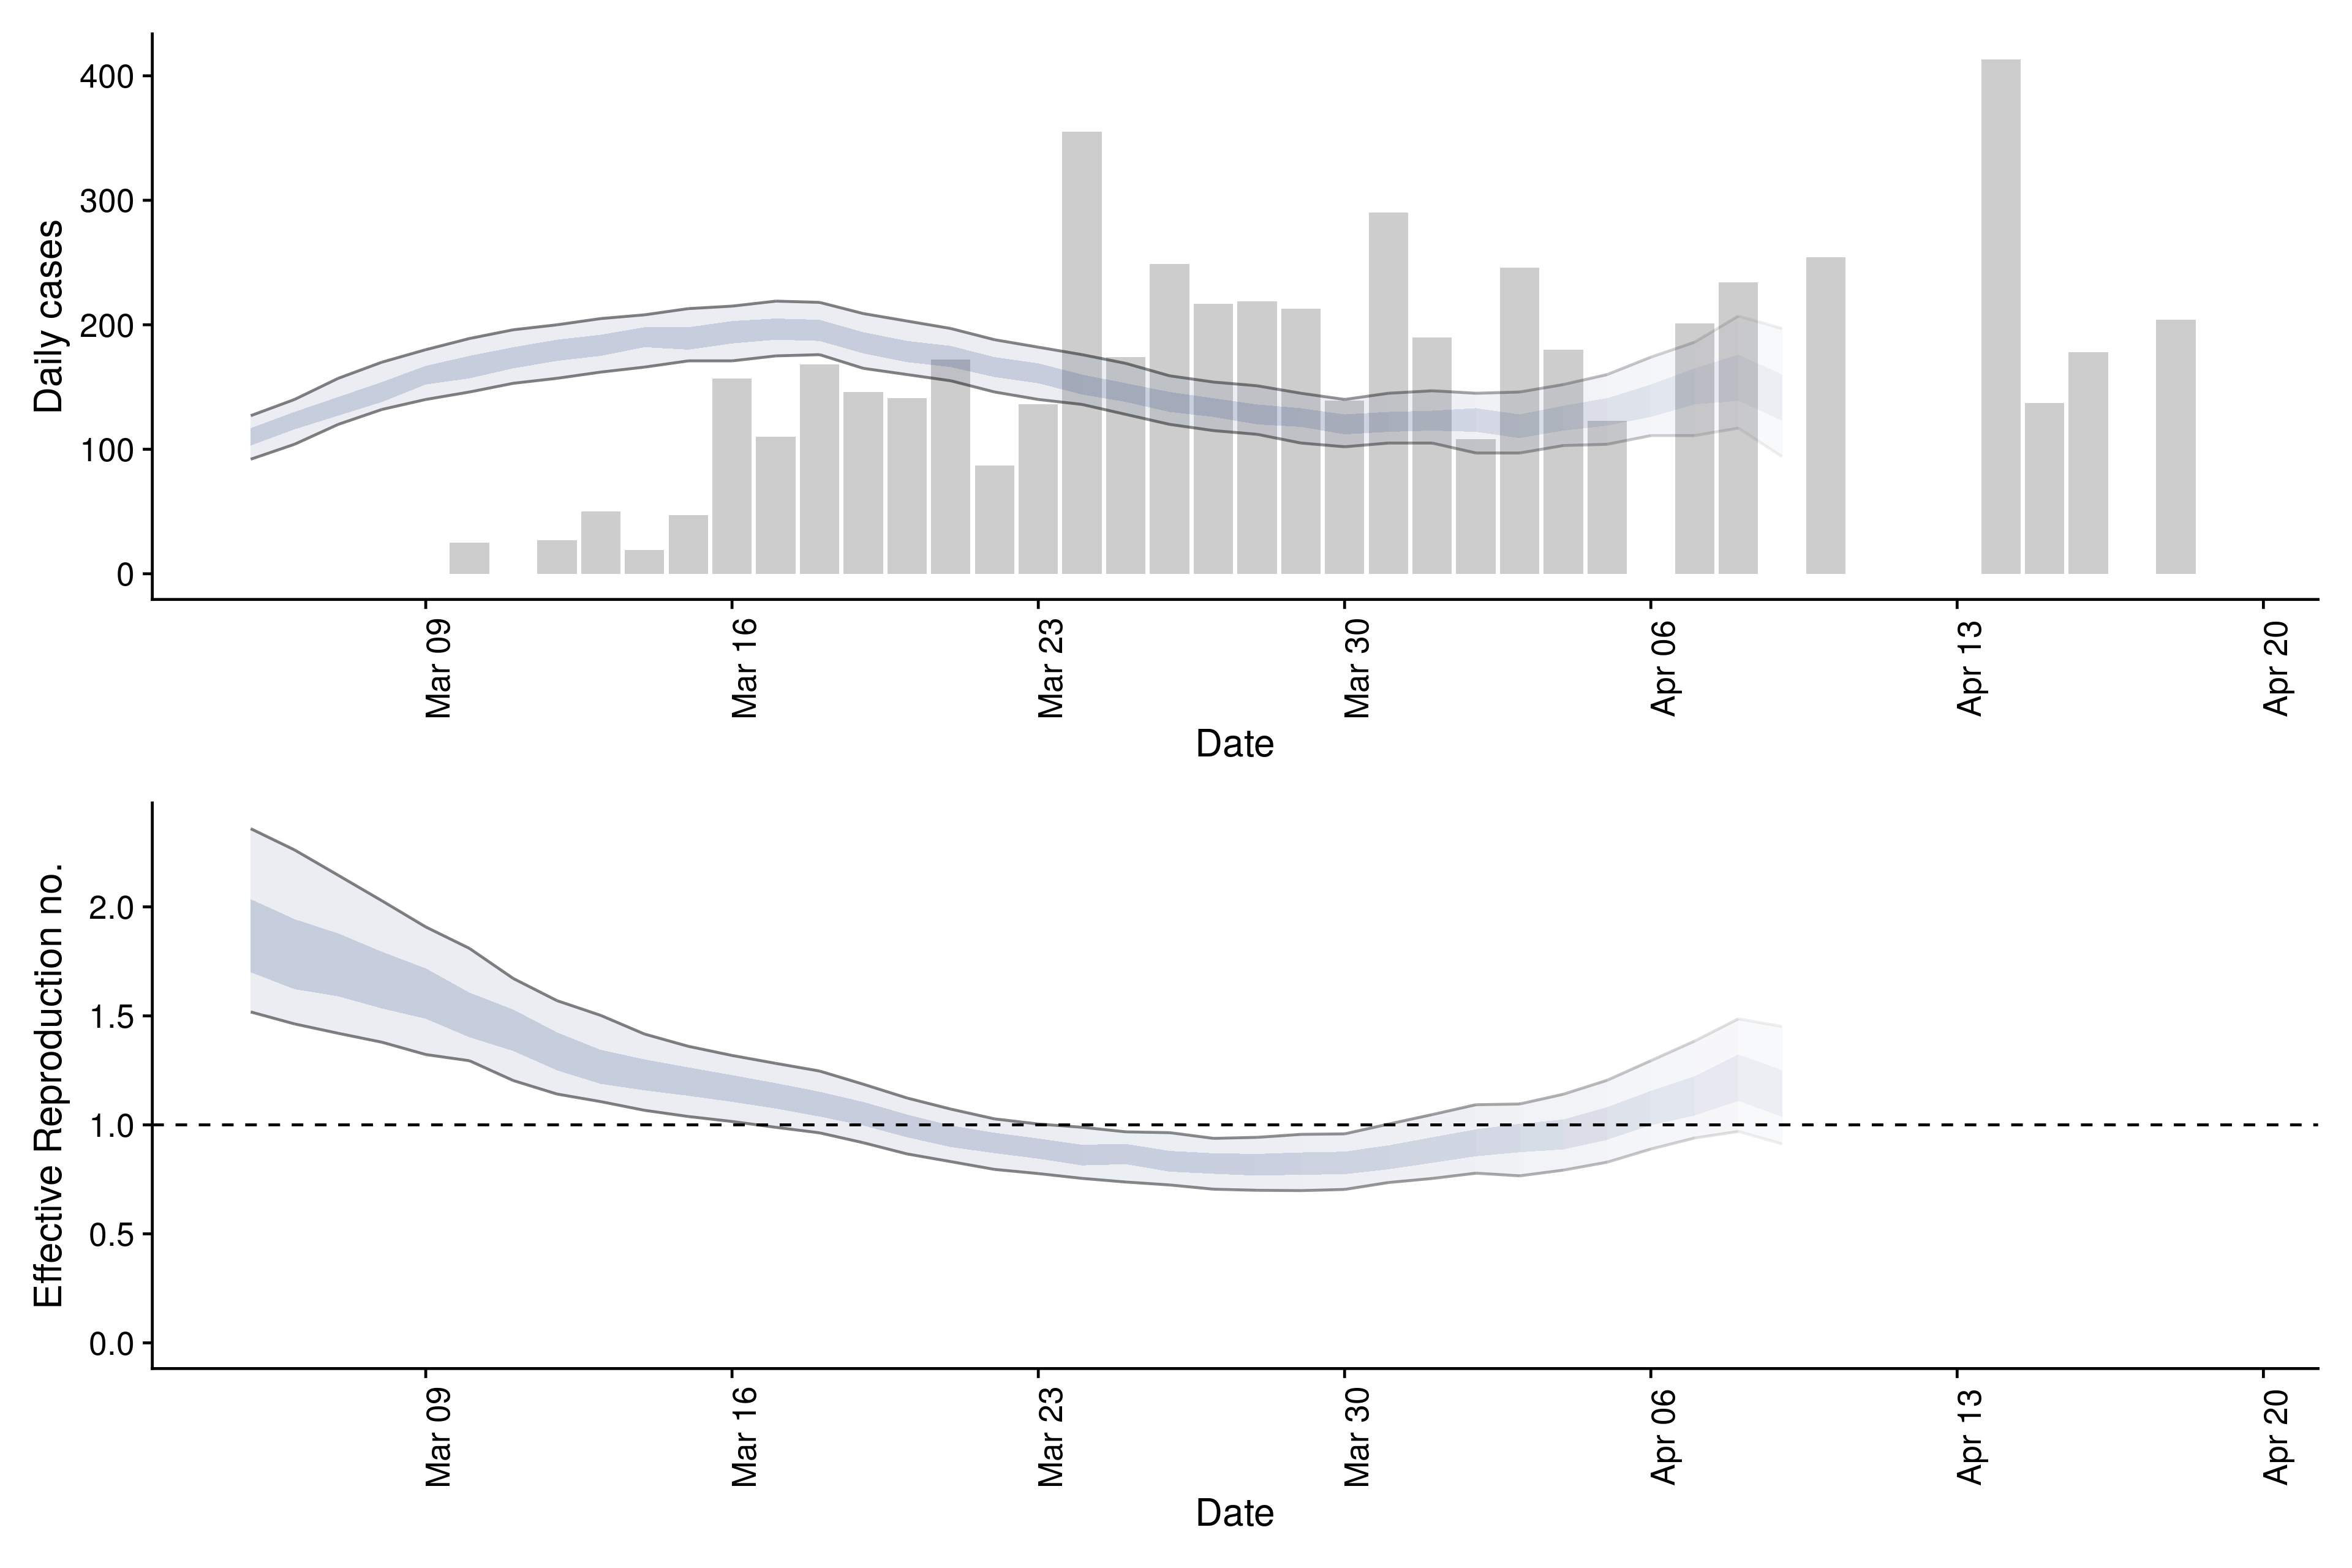 Daily cases
400
300
200
100
0
Mar 09
Mar 16
Mar 23
Mar 30
Apr 06
Apr 13
Apr 20
Date
Effective Reproduction no.
2.0
1.5
1.0
0.5
0.0
Mar 09
Mar 16
Mar 23
Mar 30
Apr 06
Apr 13
Apr 20
Date